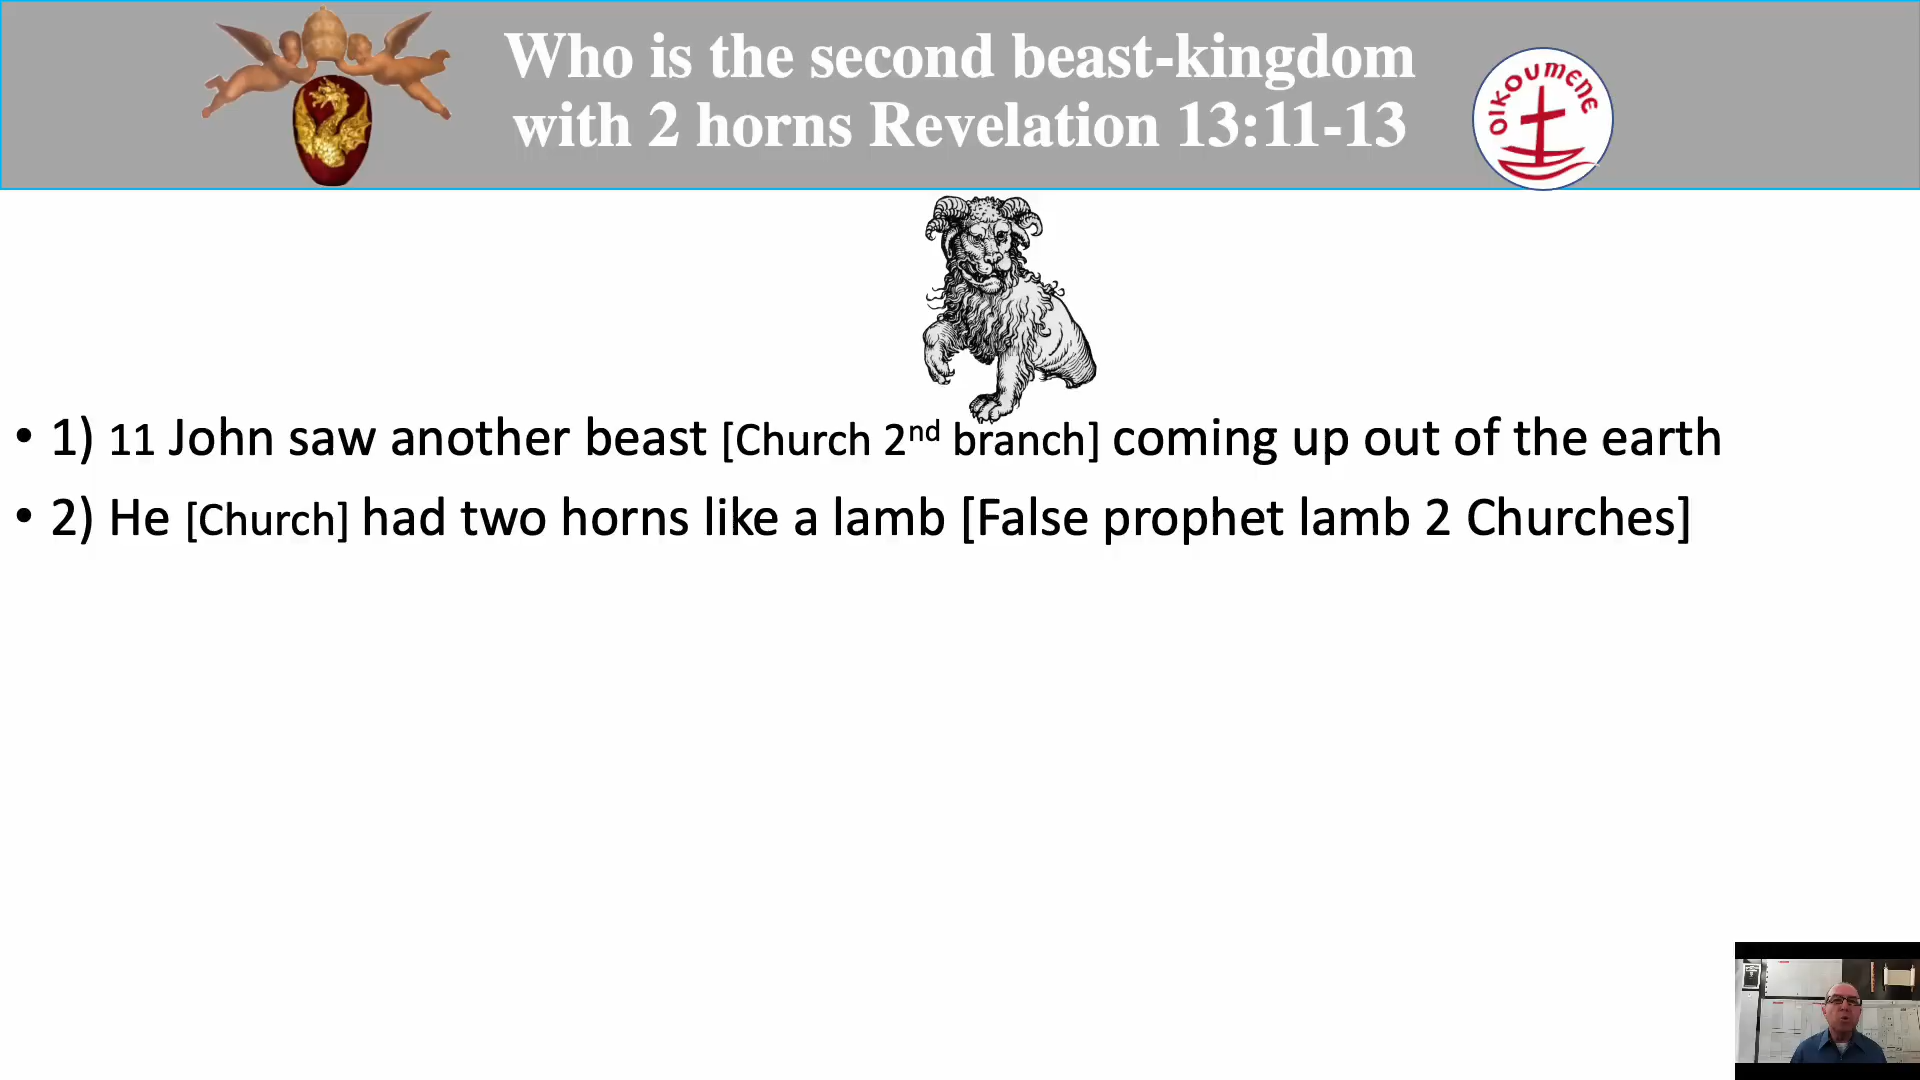 Who is the second beast-kingdom
with 2 horns Revelation 13:11-13
OIKOUMENE
• 1) 11 John saw another beast [Church 2nd branch] coming up out of the earth
• 2) He [Church] had two horns like a lamb [False prophet lamb 2 Churches]